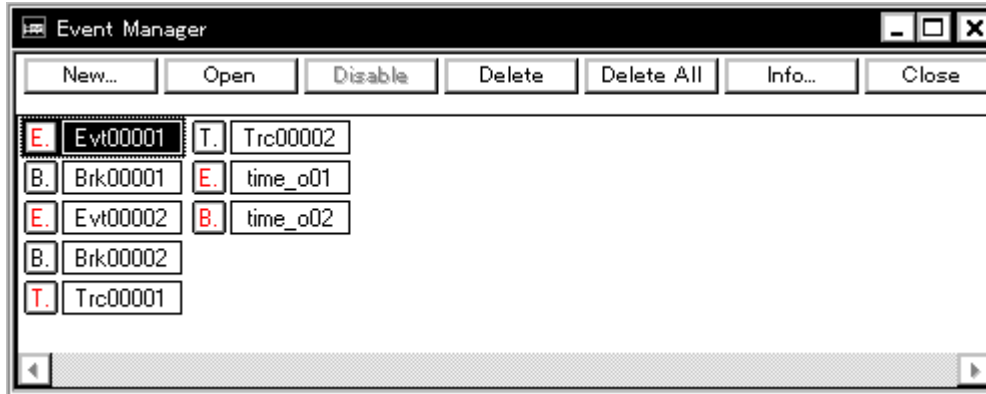 Event Manager
New... Open Disable Delete Delete All Info... Close
E. Evt00001 T. Trc00002
B. Brk00001 E. time_o01
E. Evt00002 B. time_o02
B. Brk00002
T. Trc00001